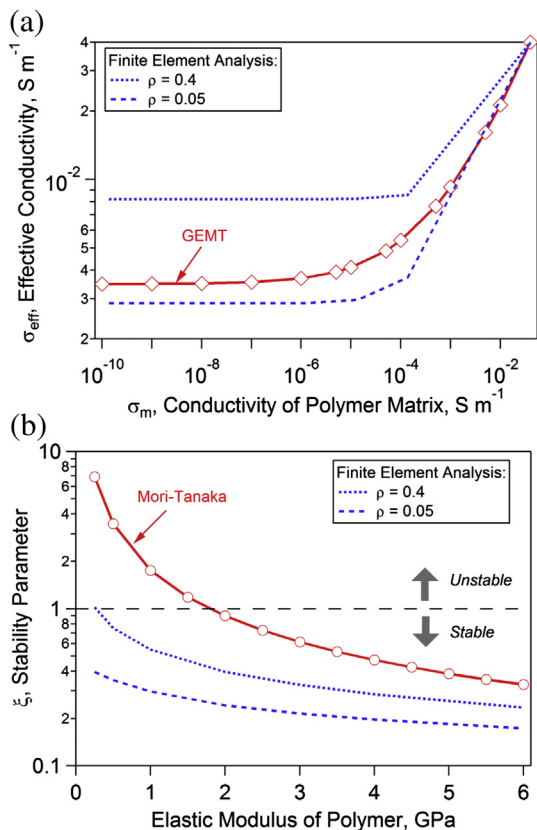 (a)
4
2
10^-2
8
6
5
4
3
2
σeff, Effective Conductivity, S m^-1
Finite Element Analysis:
ρ = 0.4
ρ = 0.05
GEMT
10^-10
10^-8
10^-6
10^-4
10^-2
σm, Conductivity of Polymer Matrix, S m^-1
(b)
10
8
6
4
2
1
8
6
4
2
0.1
ξ, Stability Parameter
Mori-Tanaka
Finite Element Analysis:
ρ = 0.4
ρ = 0.05
Unstable
Stable
0 1 2 3 4 5 6
Elastic Modulus of Polymer, GPa